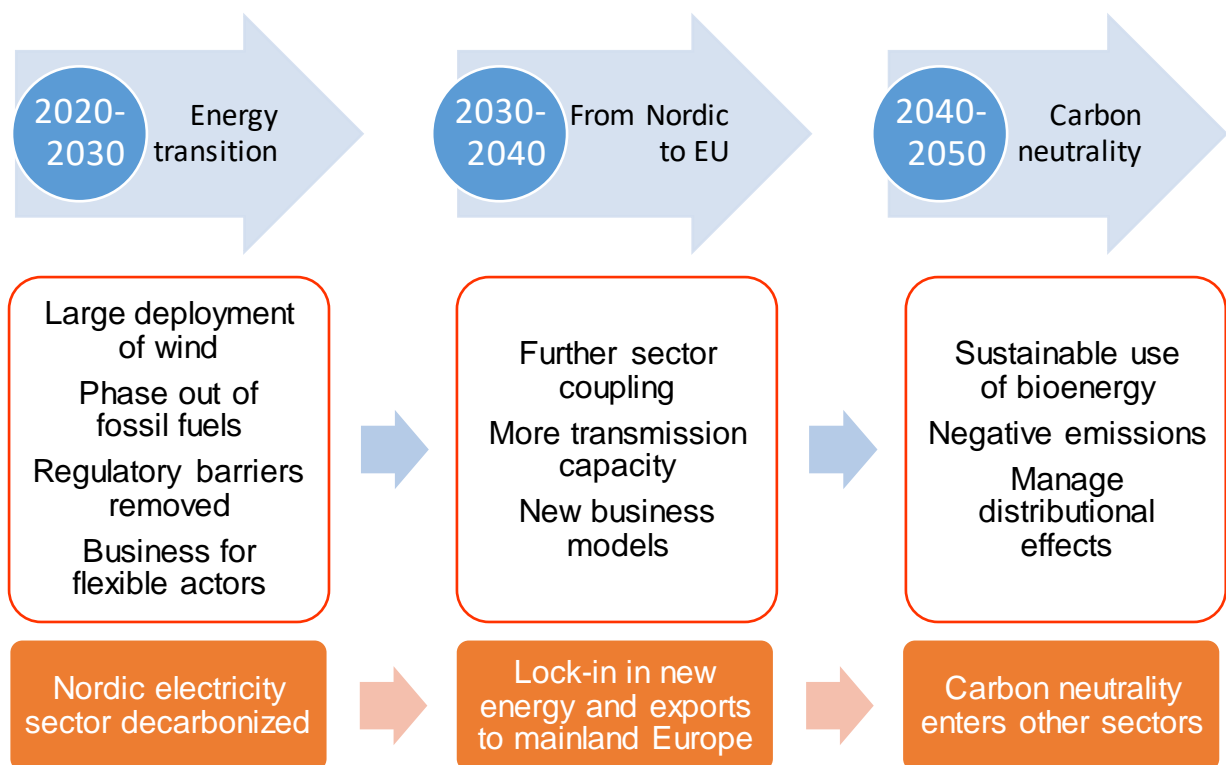 2020-
2030
Energy
transition
2030-
2040
From Nordic
to EU
2040-
2050
Carbon
neutrality
Large deployment
of wind
Phase out of
fossil fuels
Regulatory barriers
removed
Business for
flexible actors
Further sector
coupling
More transmission
capacity
New business
models
Sustainable use
of bioenergy
Negative emissions
Manage
distributional
effects
Nordic electricity
sector decarbonized
Lock-in in new
energy and exports
to mainland Europe
Carbon neutrality
enters other sectors